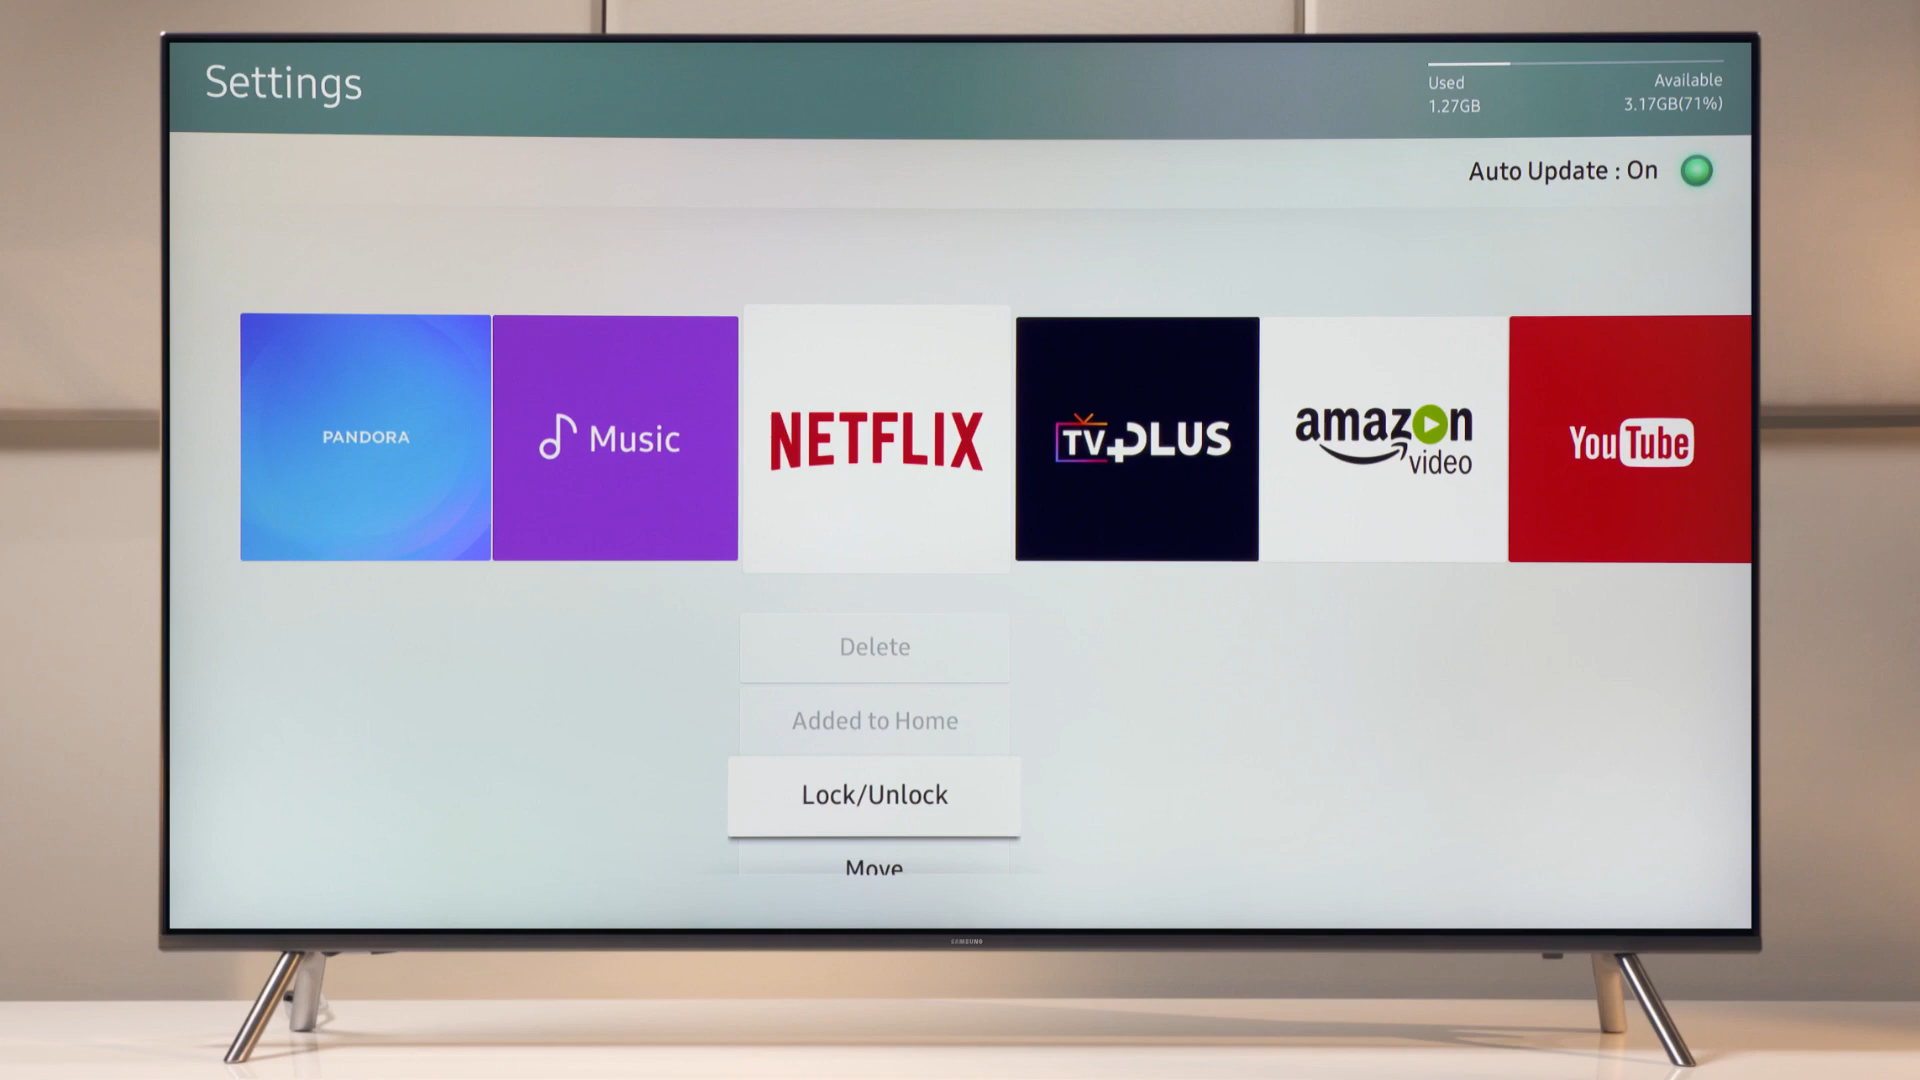 Settings
Used
1.27GB
Available
3.17GB(71%)
Auto Update : On
PANDORA
Music
NETFLIX
TV PLUS
amazon
video
YouTube
Delete
Added to Home
Lock/Unlock
Move
SAMSUNG